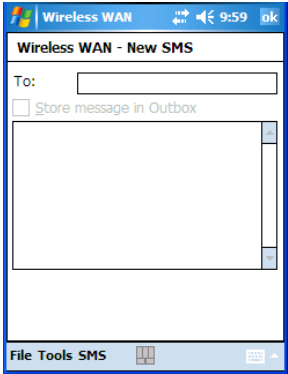 Wireless WAN 9:59 ok
Wireless WAN - New SMS
To:
Store message in Outbox
File Tools SMS